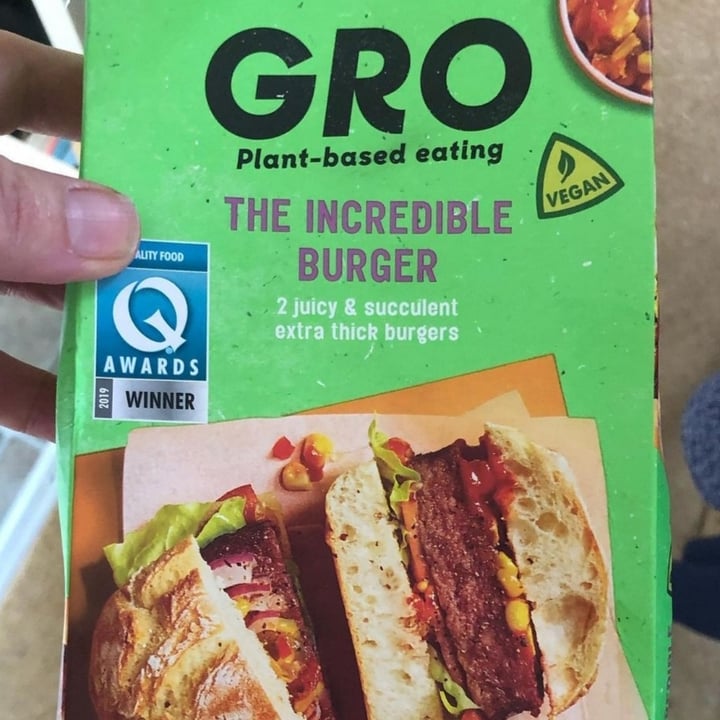 GRO
Plant-based eating
VEGAN
THE INCREDIBLE
BURGER
2 juicy & succulent
extra thick burgers
ALITY FOOD
Q
AWARDS
2019
WINNER